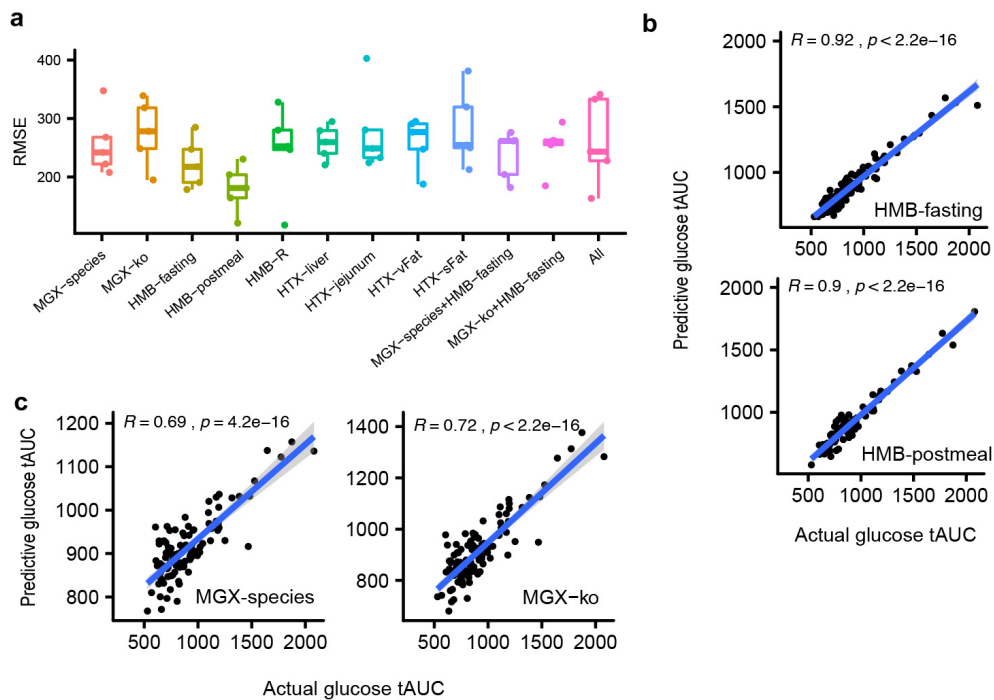 a
RMSE
400
300
200
MGX−species
MGX−ko
HMB−fasting
HMB−postmeal
HMB−R
HTX−liver
HTX−jejunum
HTX−vFat
HTX−sFat
MGX−species+HMB−fasting
MGX−ko+HMB−fasting
All
b
Predictive glucose tAUC
R = 0.92 , p < 2.2e−16
2000
1500
1000
HMB-fasting
500 1000 1500 2000
R = 0.9 , p < 2.2e−16
2000
1500
1000
HMB-postmeal
500 1000 1500 2000
Actual glucose tAUC
c
Predictive glucose tAUC
R = 0.69 , p = 4.2e−16
1200
1100
1000
900
800
MGX-species
500 1000 1500 2000
R = 0.72 , p < 2.2e−16
1400
1200
1000
800
MGX−ko
500 1000 1500 2000
Actual glucose tAUC